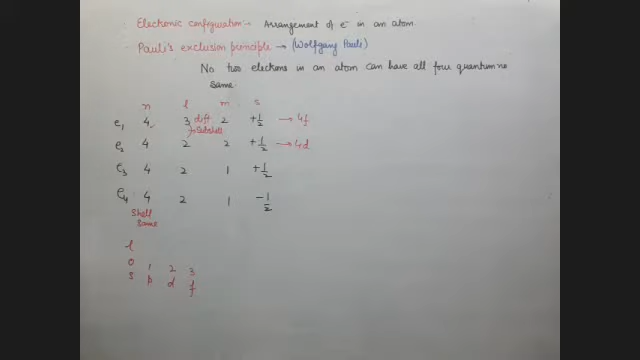 Electronic configuration - Arrangement of e⁻ in an atom.
Pauli's exclusion principle → (Wolfgang Pauli)
No two electrons in an atom can have all four quantum no
same.
n l m s
e₁ 4 3 diff 2 +1/2 → 4f
subshell
e₂ 4 2 2 +1/2 → 4d
e₃ 4 2 1 +1/2
e₄ 4 2 1 -1/2
Shell
same
l
0 1 2 3
s p d f